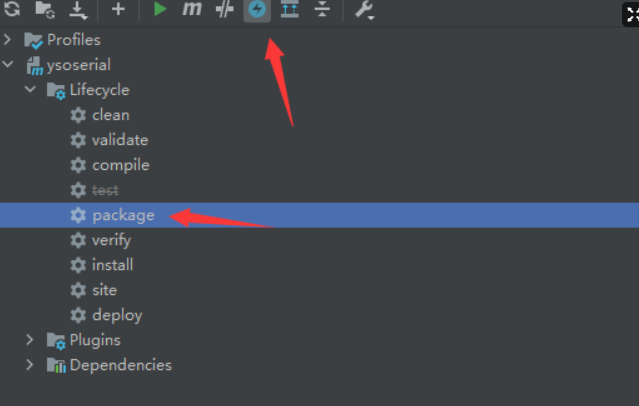 Profiles
ysoserial
Lifecycle
clean
validate
compile
test
package
verify
install
site
deploy
Plugins
Dependencies